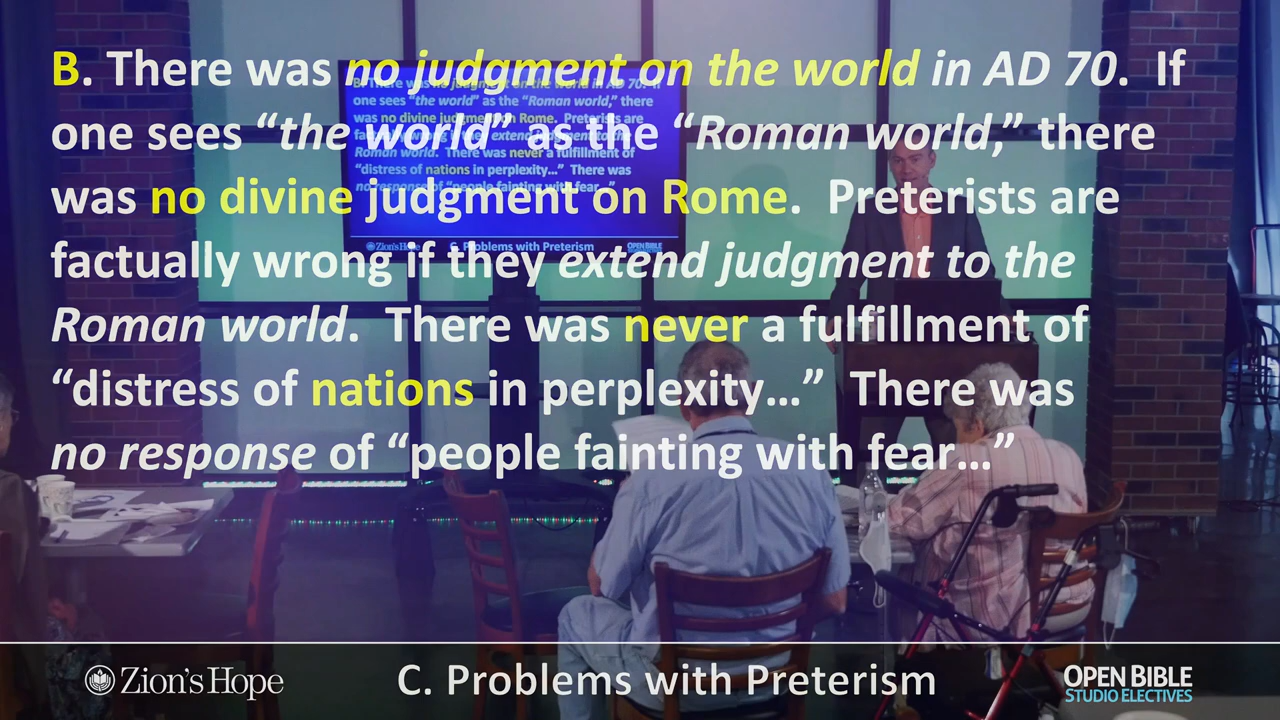 B. There was no judgment on the world in AD 70. If
one sees “the world” as the “Roman world,” there
was no divine judgment on Rome. Preterists are
factually wrong if they extend judgment to the
Roman world. There was never a fulfillment of
“distress of nations in perplexity…” There was
no response of “people fainting with fear…”
Zion's Hope
C. Problems with Preterism
OPEN BIBLE
STUDIO ELECTIVES